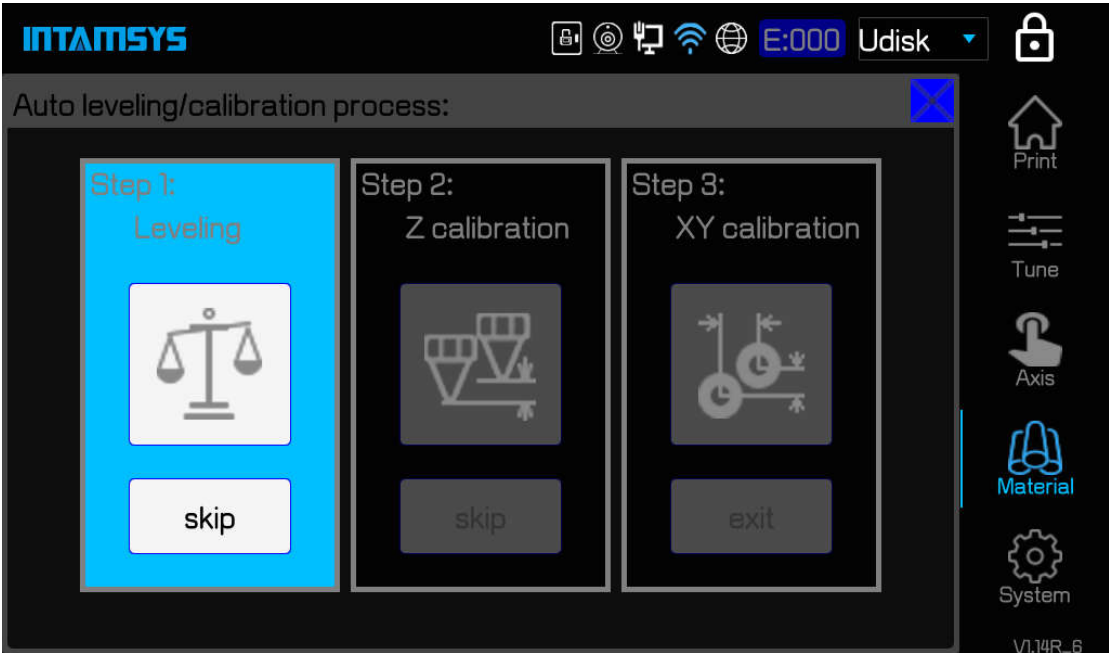 INTAMSYS
E:000 Udisk
Auto leveling/calibration process:
Step 1:
Leveling
skip
Step 2:
Z calibration
skip
Step 3:
XY calibration
exit
Print
Tune
Axis
Material
System
V1.14R_6